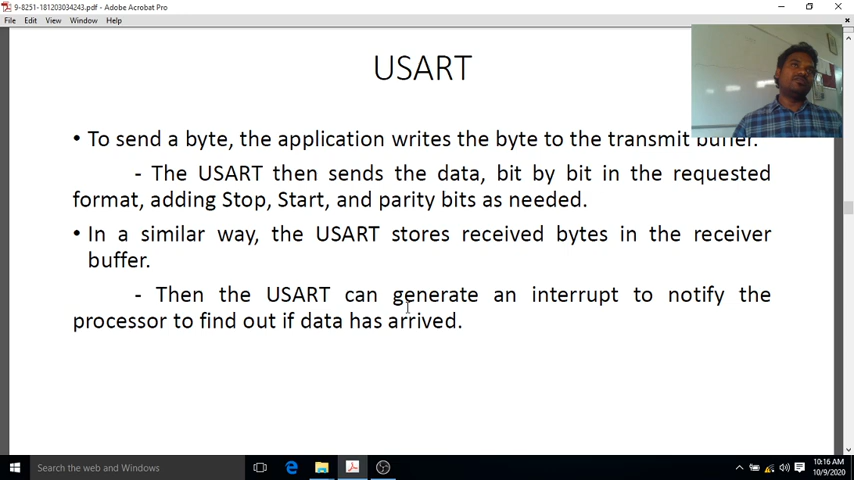 9-8251-181203034243.pdf - Adobe Acrobat Pro
File Edit View Window Help
USART
• To send a byte, the application writes the byte to the transmit buffer.
- The USART then sends the data, bit by bit in the requested
format, adding Stop, Start, and parity bits as needed.
• In a similar way, the USART stores received bytes in the receiver
buffer.
- Then the USART can generate an interrupt to notify the
processor to find out if data has arrived.
Search the web and Windows
10:16 AM
10/9/2020